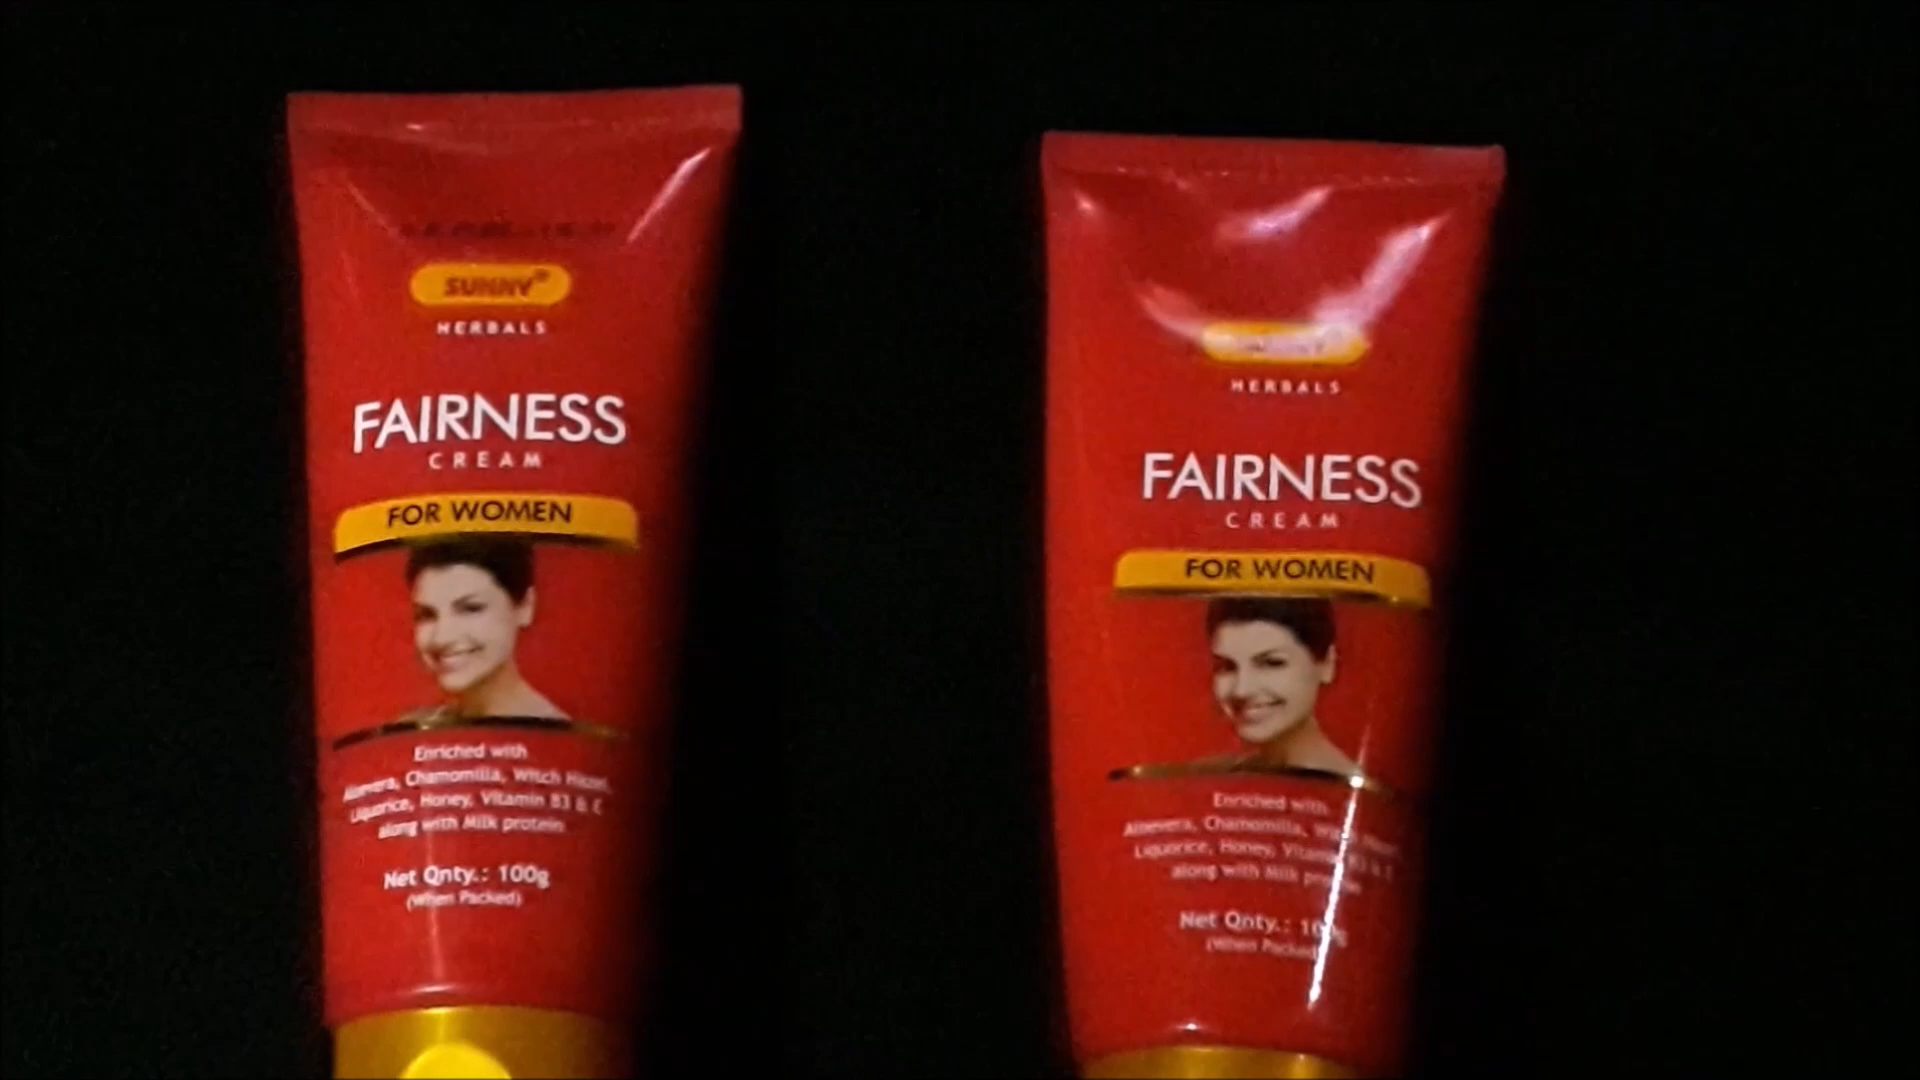 SUNNY
HERBALS
FAIRNESS
CREAM
FOR WOMEN
Enriched with
Aloevera, Chamomilla, Witch Hazel,
Liquorice, Honey, Vitamin B3 & E
along with Milk protein
Net Qnty.: 100g
(When Packed)
HERBALS
FAIRNESS
CREAM
FOR WOMEN
Enriched with
Aloevera, Chamomilla,
Liquorice, Honey,
along with Milk
Net Qnty.:
(When Packed)